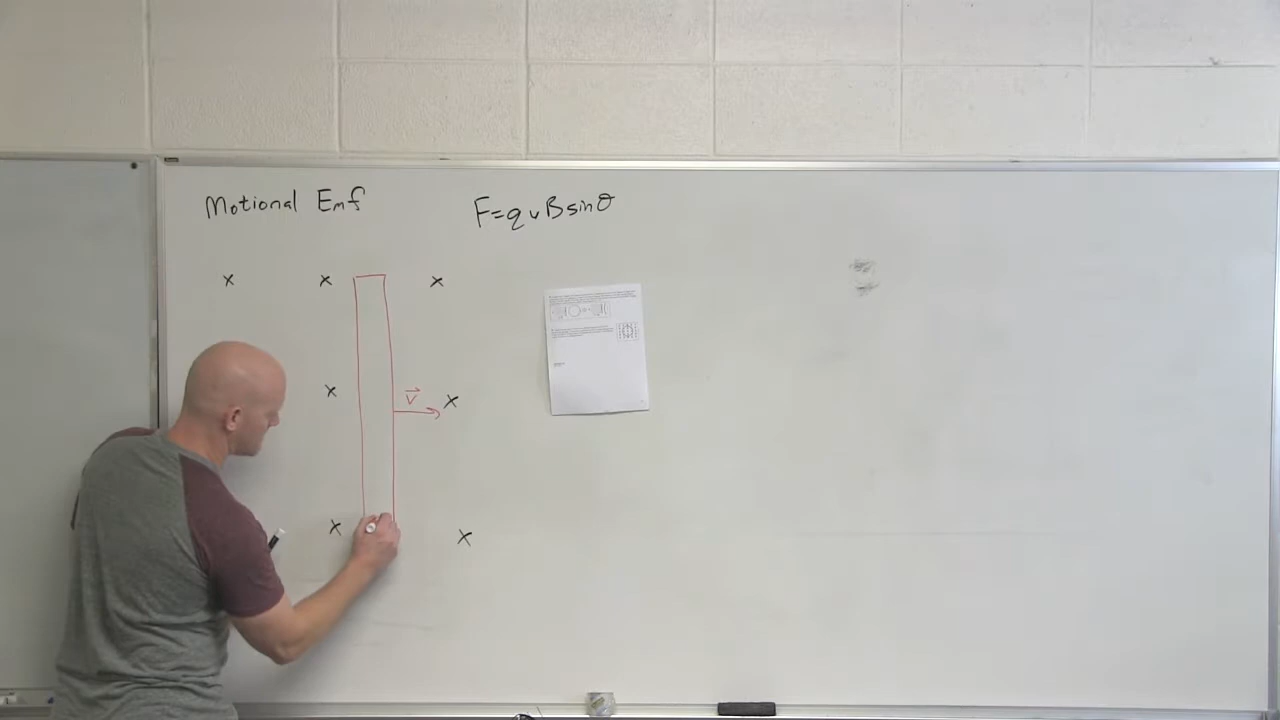 Motional Emf
F=qvBsinθ
x x x
x v⃗ x
x x